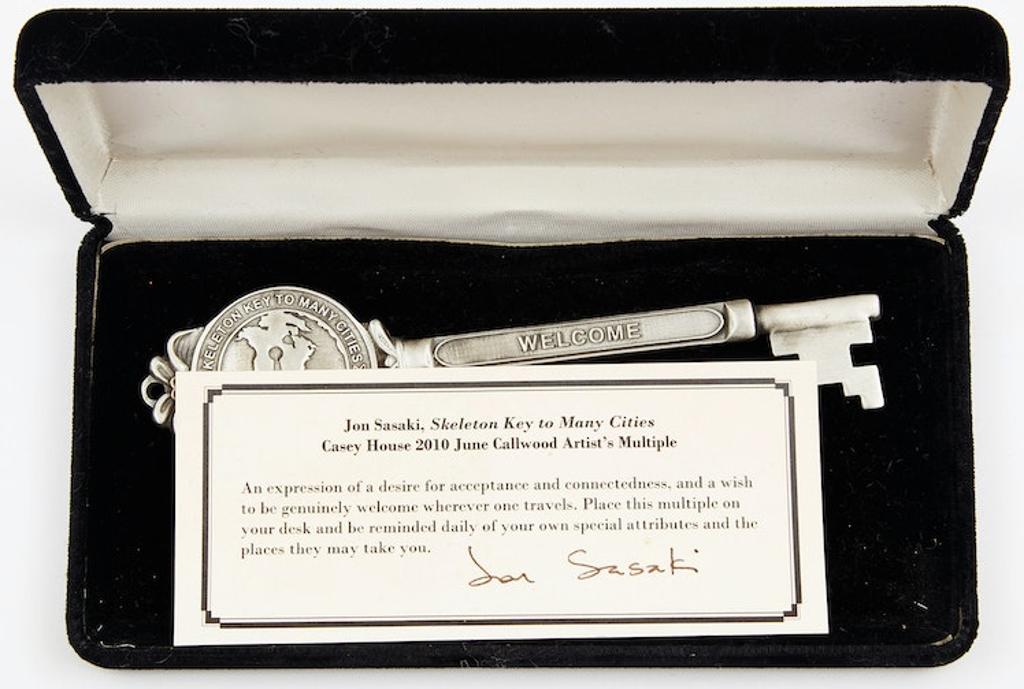 KELETON KEY TO MANY CITIES
WELCOME
Jon Sasaki, Skeleton Key to Many Cities
Casey House 2010 June Callwood Artist's Multiple
An expression of a desire for acceptance and connectedness, and a wish
to be genuinely welcome wherever one travels. Place this multiple on
your desk and be reminded daily of your own special attributes and the
places they may take you.
Jon Sasaki